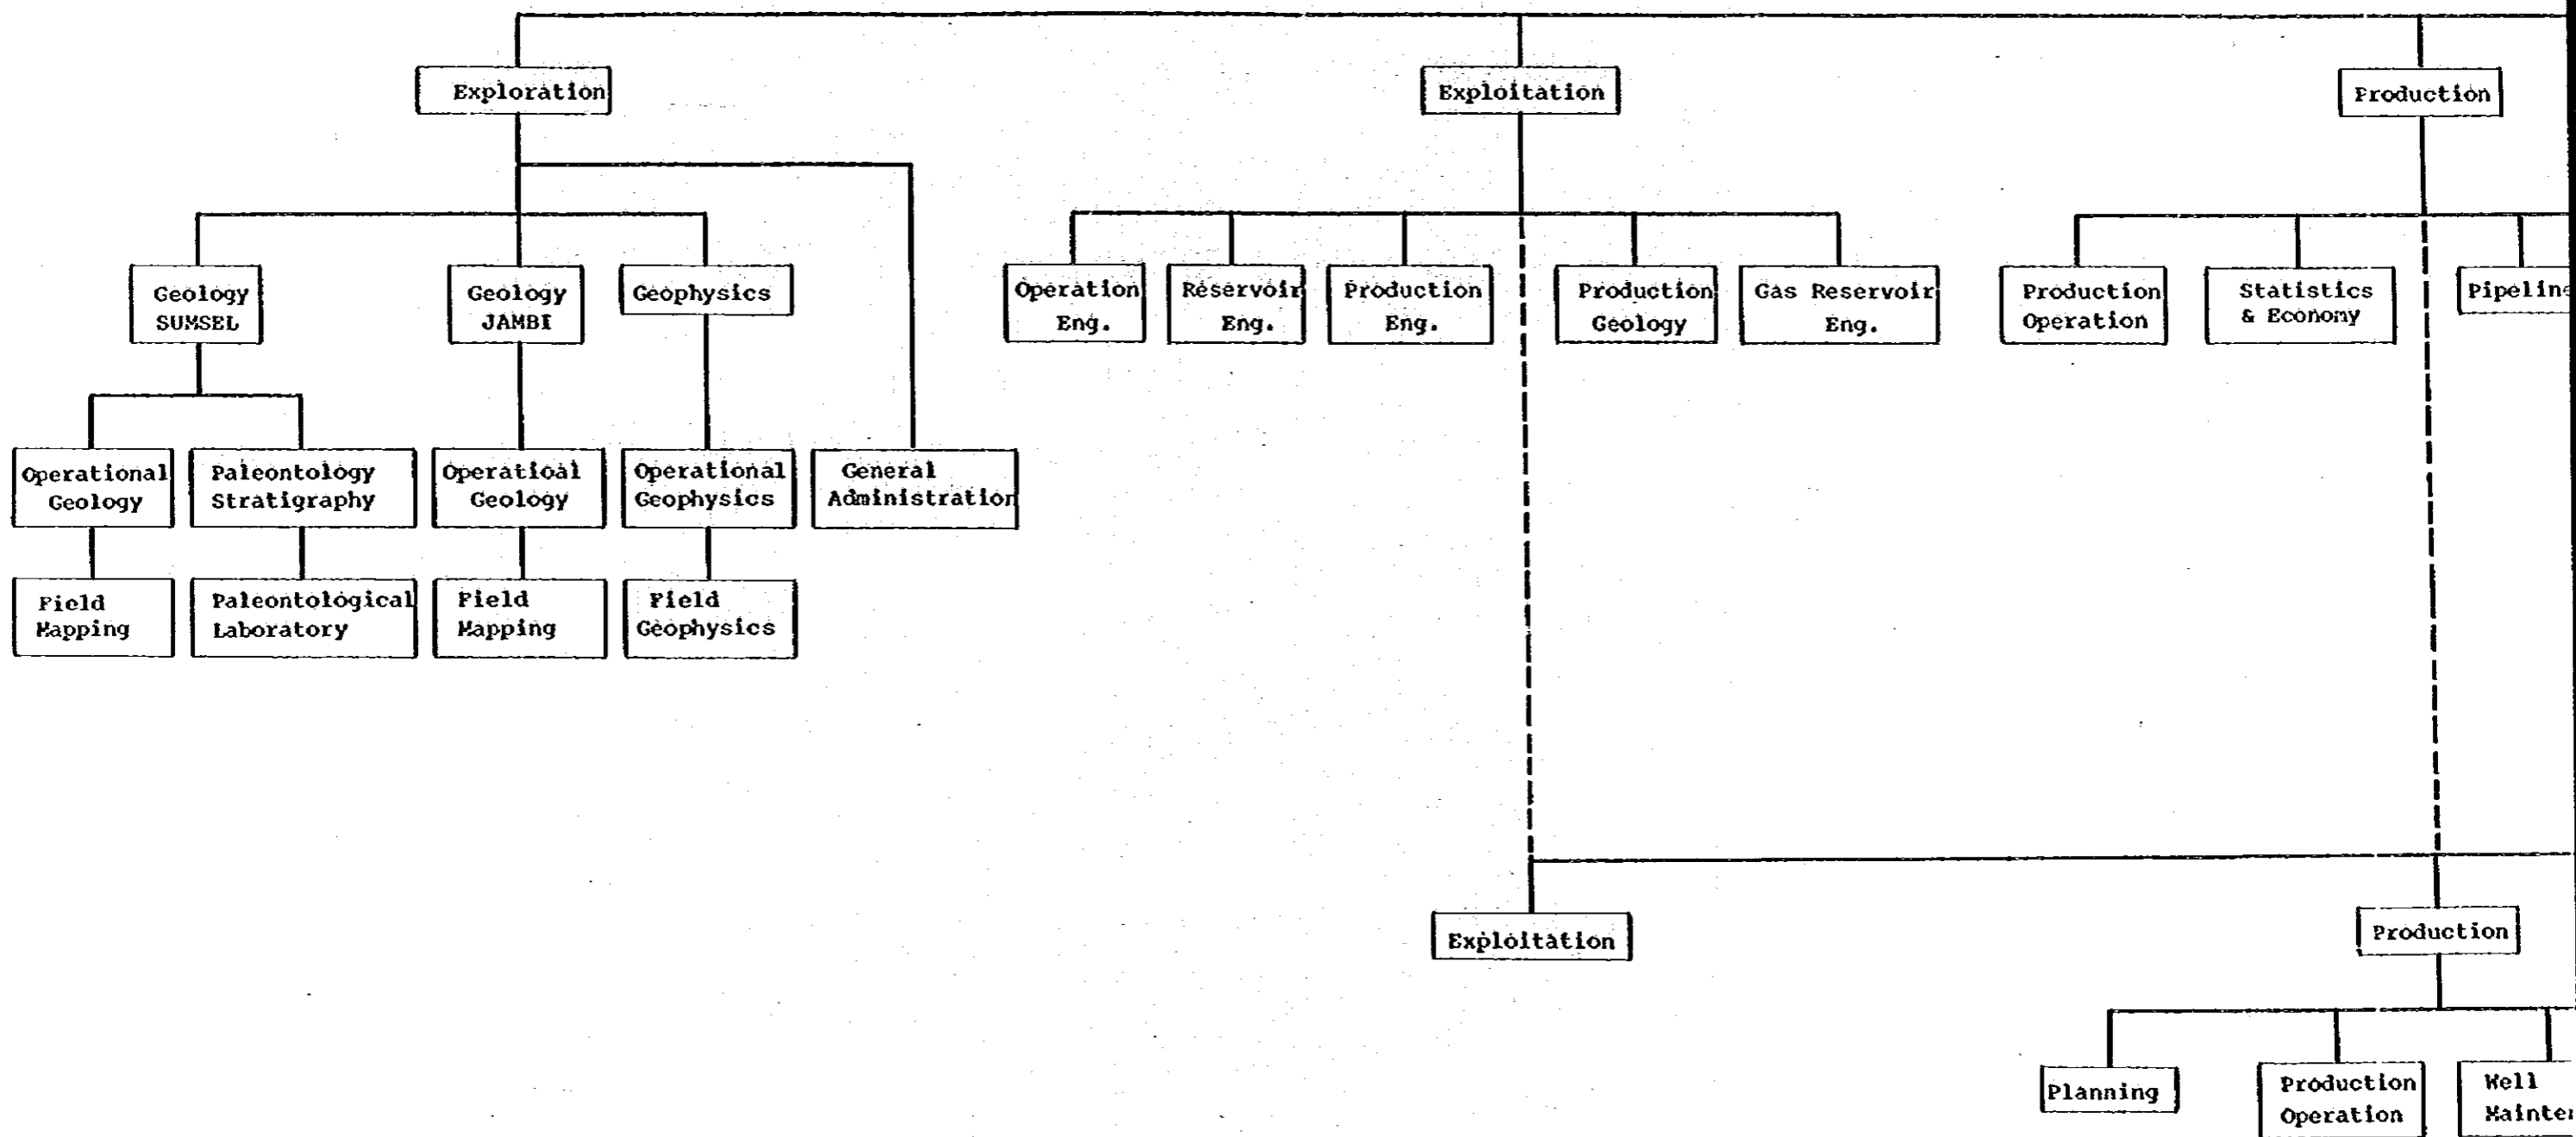 Exploration
Exploitation
Production
Geology
SUMSEL
Geology
JAMBI
Geophysics
Operation
Eng.
Reservoir
Eng.
Production
Eng.
Production
Geology
Gas Reservoir
Eng.
Production
Operation
Statistics
& Economy
Pipeline
Operational
Geology
Paleontology
Stratigraphy
Operatioal
Geology
Operational
Geophysics
General
Administration
Field
Mapping
Paleontological
Laboratory
Field
Mapping
Field
Geophysics
Exploitation
Production
Planning
Production
Operation
Well
Mainte